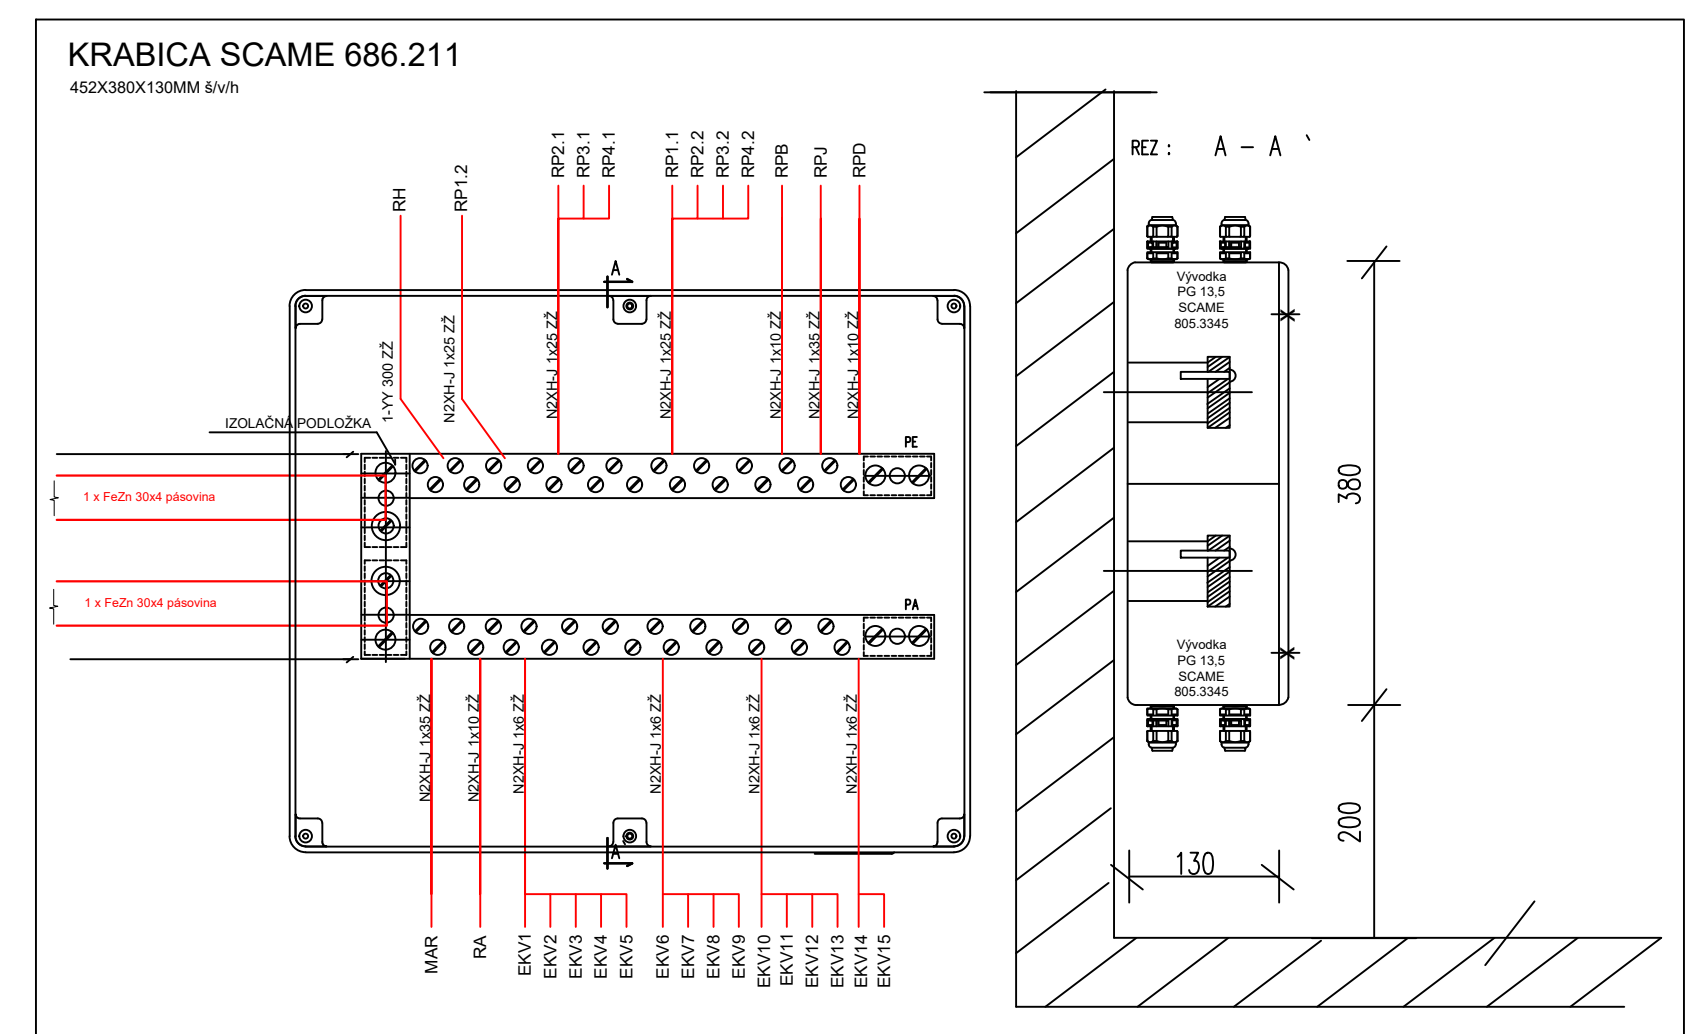 KRABICA SCAME 686.211
452X380X130MM š/v/h
RH
RP1.2
RP2.1
RP3.1
RP4.1
RP1.1
RP2.2
RP3.2
RP4.2
RPB
RPJ
RPD
A
1-YY 300 ZŽ
N2XH-J 1x25 ZŽ
N2XH-J 1x25 ZŽ
N2XH-J 1x25 ZŽ
N2XH-J 1x10 ZŽ
N2XH-J 1x35 ZŽ
N2XH-J 1x10 ZŽ
IZOLAČNÁ PODLOŽKA
PE
1 x FeZn 30x4 pásovina
1 x FeZn 30x4 pásovina
PA
N2XH-J 1x35 ZŽ
N2XH-J 1x10 ZŽ
N2XH-J 1x6 ZŽ
N2XH-J 1x6 ZŽ
N2XH-J 1x6 ZŽ
N2XH-J 1x6 ZŽ
A`
MAR
RA
EKV1
EKV2
EKV3
EKV4
EKV5
EKV6
EKV7
EKV8
EKV9
EKV10
EKV11
EKV12
EKV13
EKV14
EKV15
REZ : A – A `
Vývodka
PG 13,5
SCAME
805.3345
Vývodka
PG 13,5
SCAME
805.3345
380
200
130